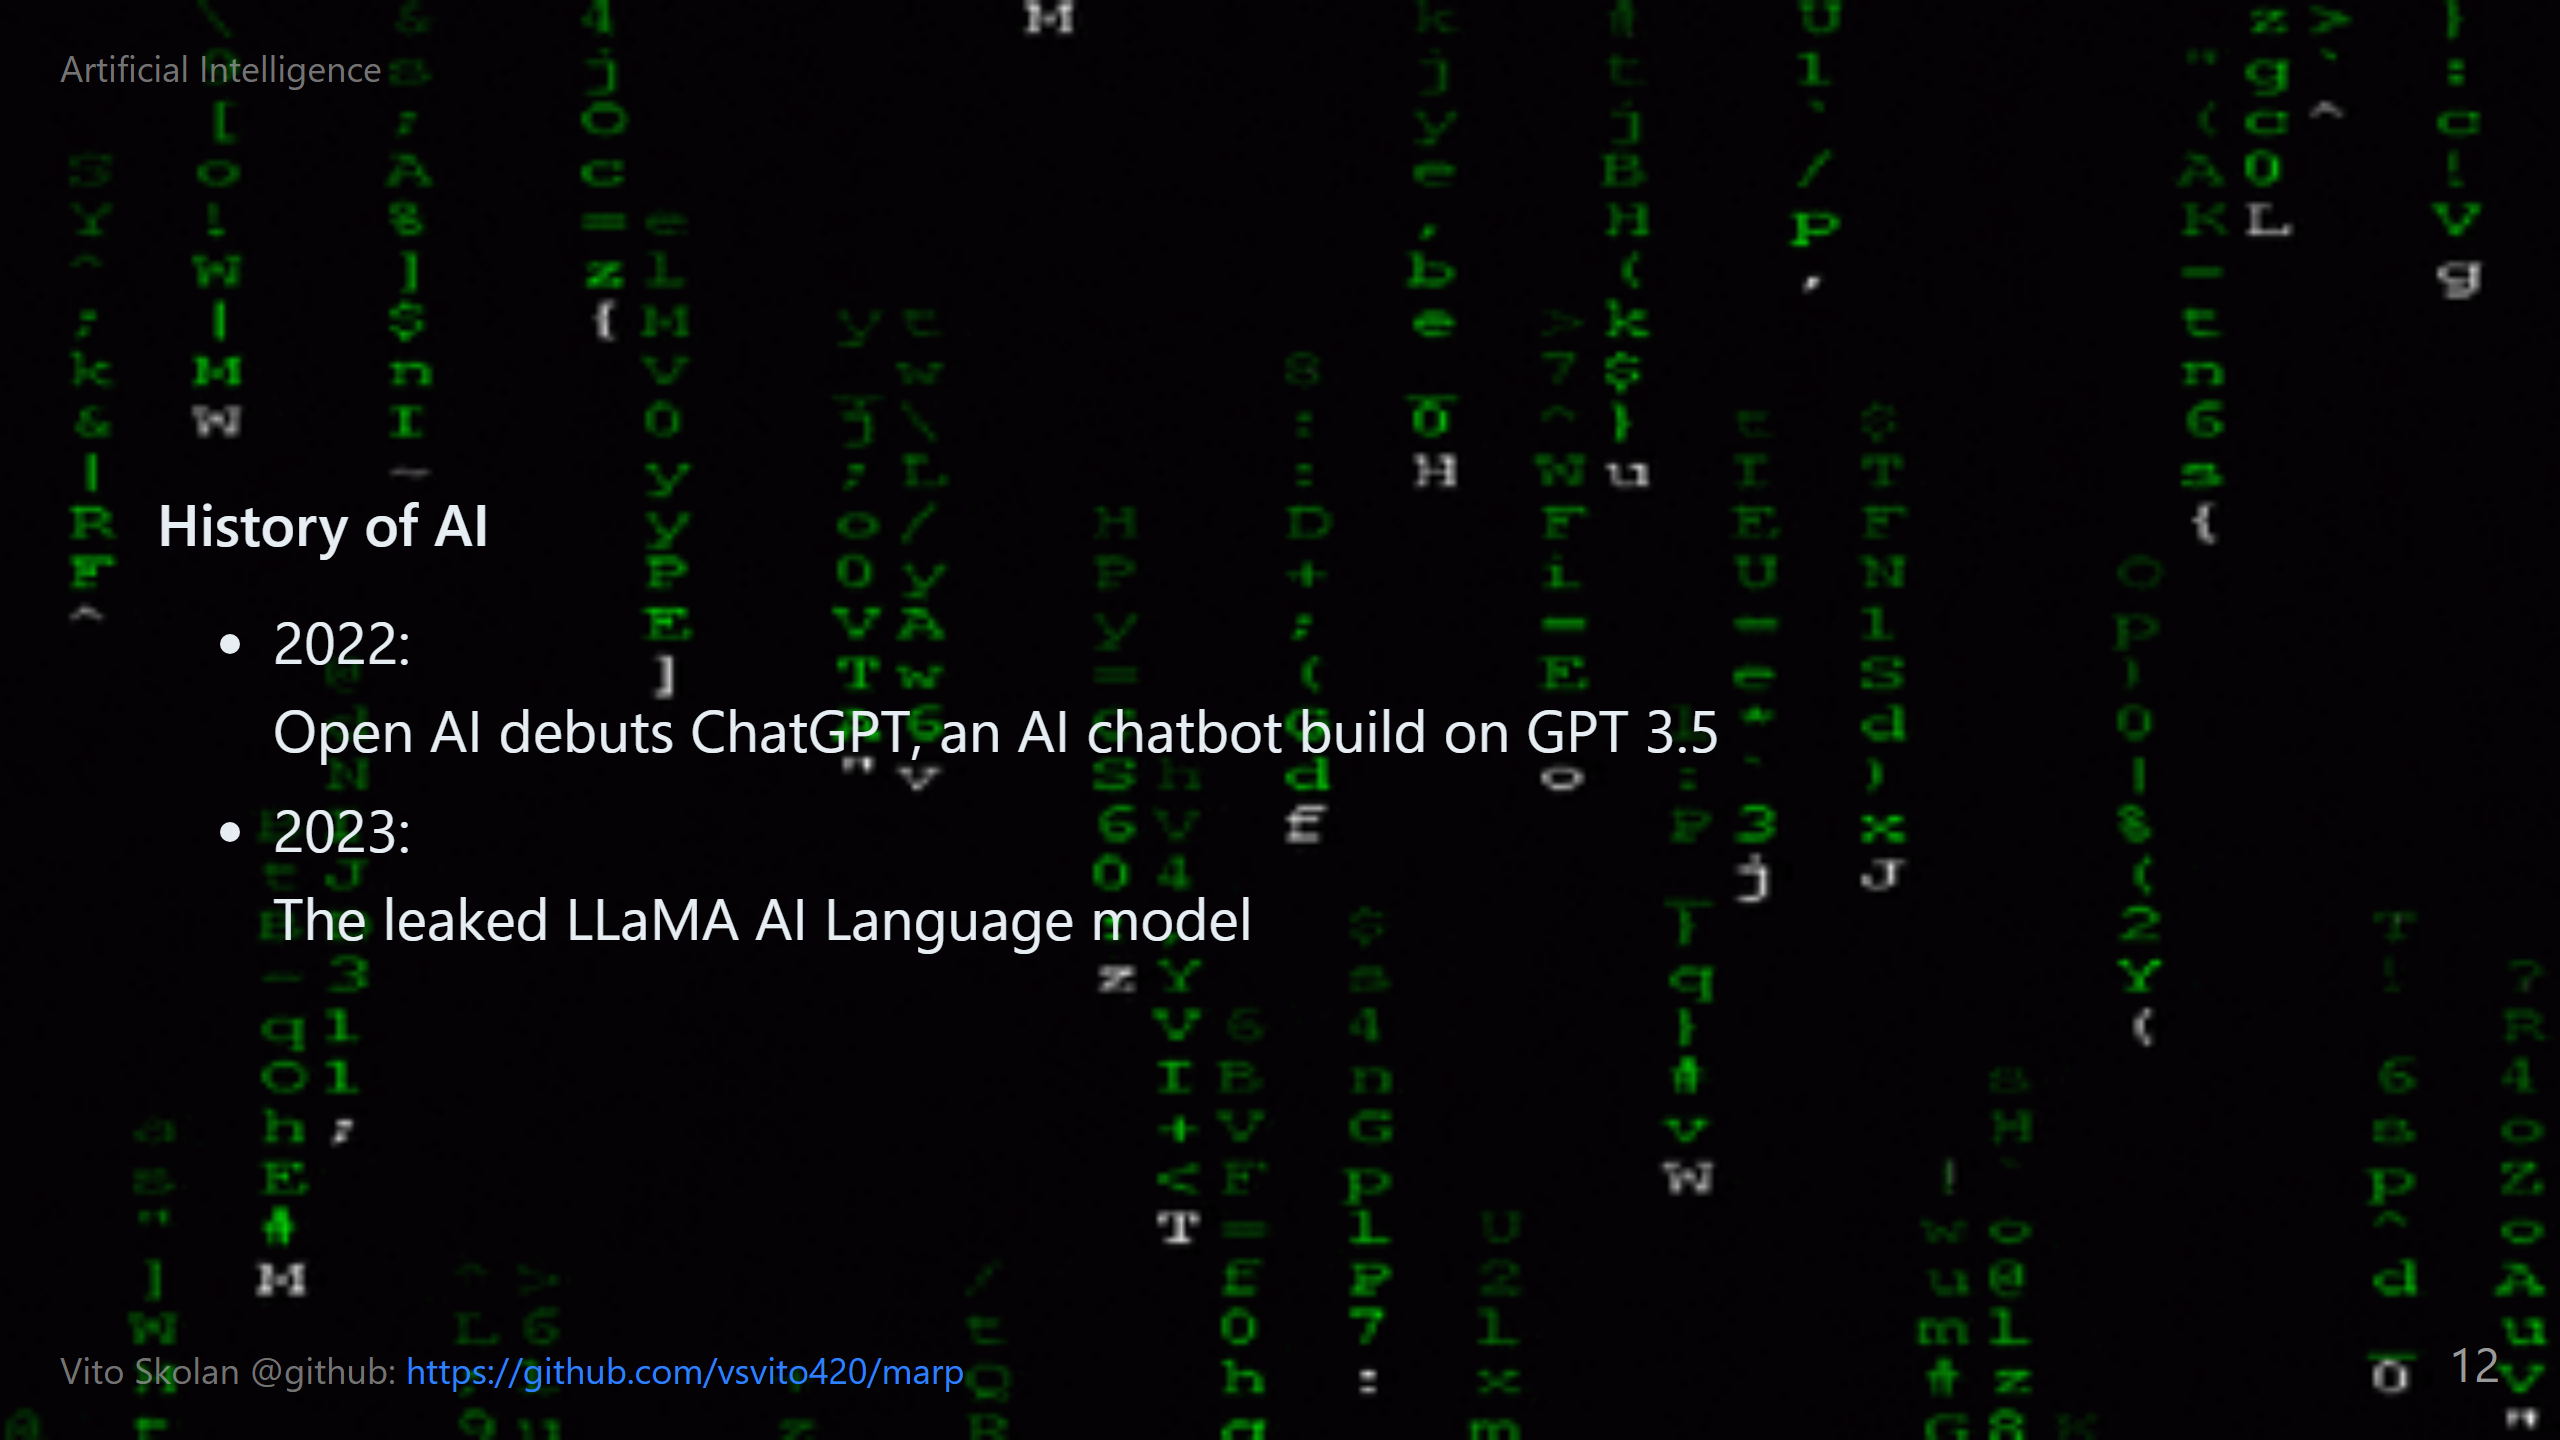 Artificial Intelligence
History of AI
• 2022:
Open AI debuts ChatGPT, an AI chatbot build on GPT 3.5
• 2023:
The leaked LLaMA AI Language model
Vito Skolan @github: https://github.com/vsvito420/marp
12